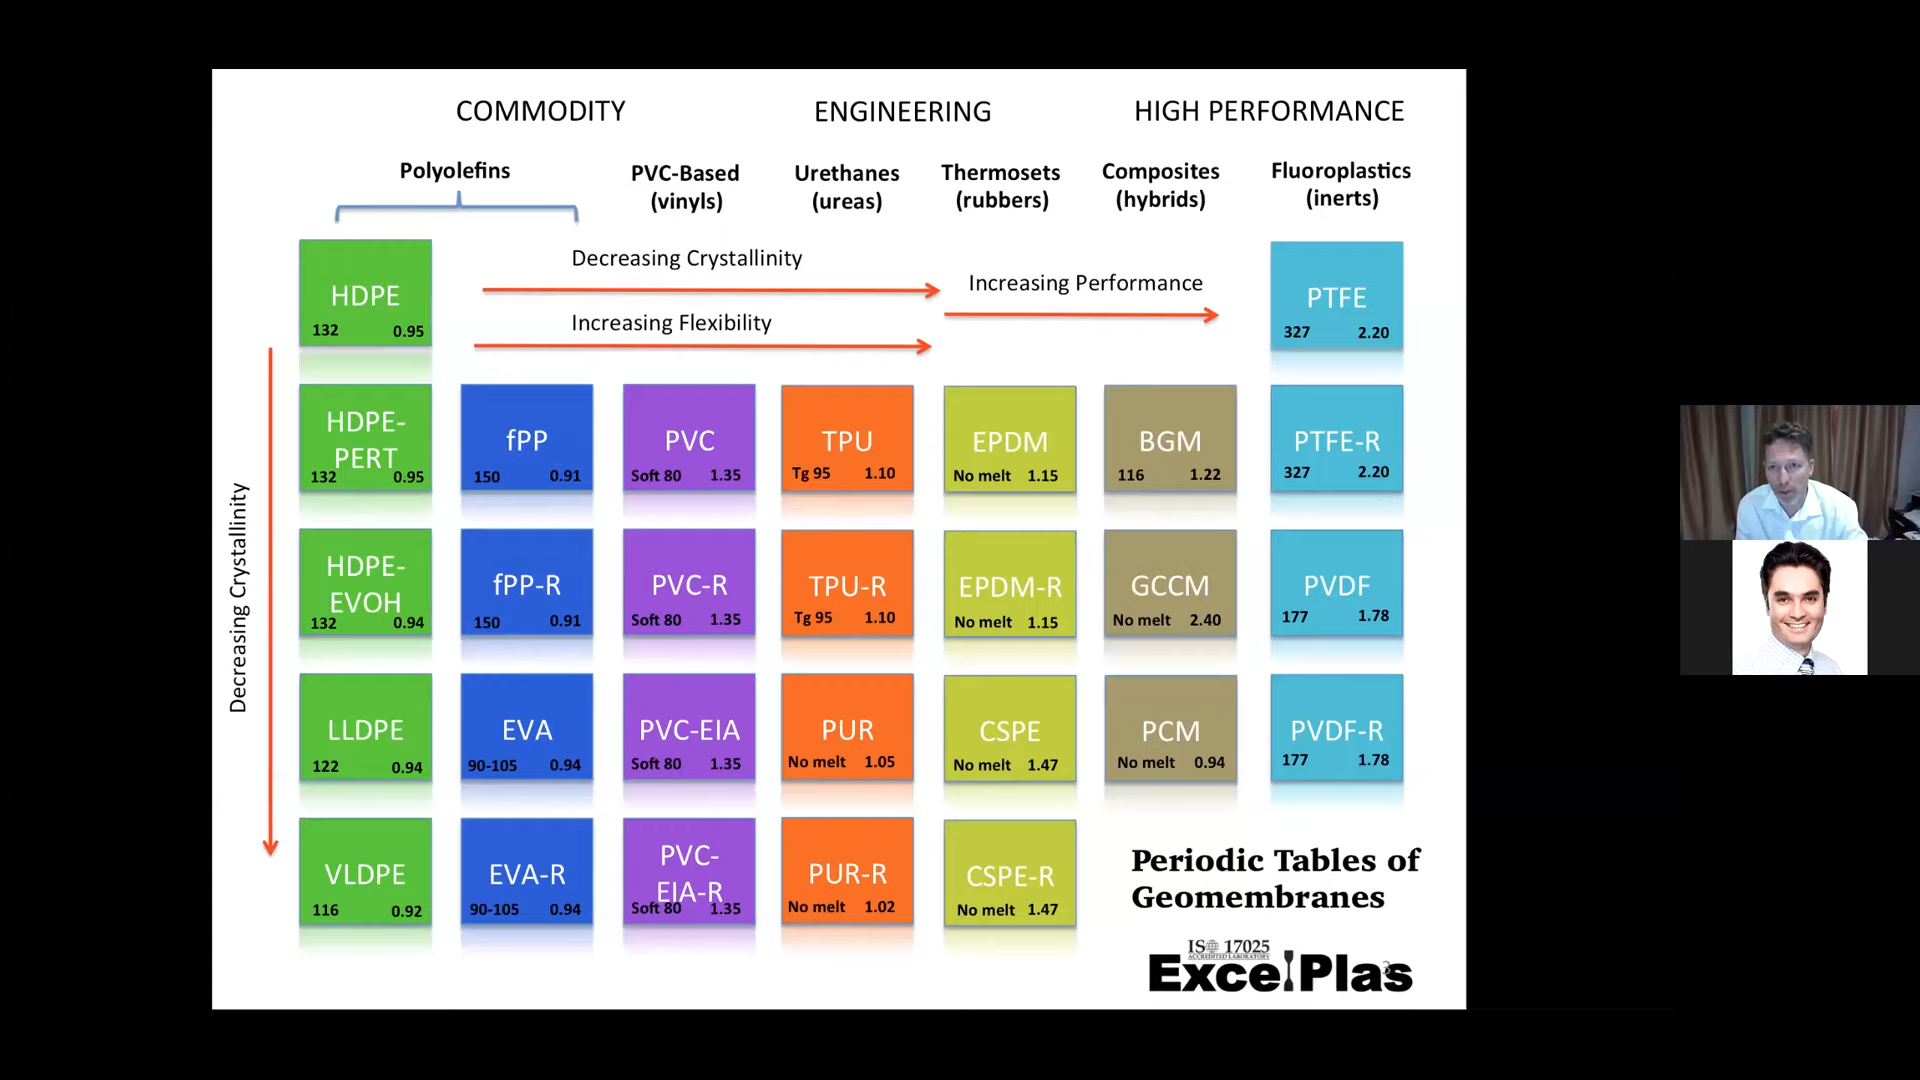 COMMODITY
ENGINEERING
HIGH PERFORMANCE
Polyolefins
PVC-Based
(vinyls)
Urethanes
(ureas)
Thermosets
(rubbers)
Composites
(hybrids)
Fluoroplastics
(inerts)
Decreasing Crystallinity
Increasing Flexibility
Increasing Performance
Decreasing Crystallinity
HDPE
132 0.95
PTFE
327 2.20
HDPE-
PERT
132 0.95
fPP
150 0.91
PVC
Soft 80 1.35
TPU
Tg 95 1.10
EPDM
No melt 1.15
BGM
116 1.22
PTFE-R
327 2.20
HDPE-
EVOH
132 0.94
fPP-R
150 0.91
PVC-R
Soft 80 1.35
TPU-R
Tg 95 1.10
EPDM-R
No melt 1.15
GCCM
No melt 2.40
PVDF
177 1.78
LLDPE
122 0.94
EVA
90-105 0.94
PVC-EIA
Soft 80 1.35
PUR
No melt 1.05
CSPE
No melt 1.47
PCM
No melt 0.94
PVDF-R
177 1.78
VLDPE
116 0.92
EVA-R
90-105 0.94
PVC-
EIA-R
Soft 80 1.35
PUR-R
No melt 1.02
CSPE-R
No melt 1.47
Periodic Tables of
Geomembranes
ISO 17025
ACCREDITED LABORATORY
ExcelPlas
3